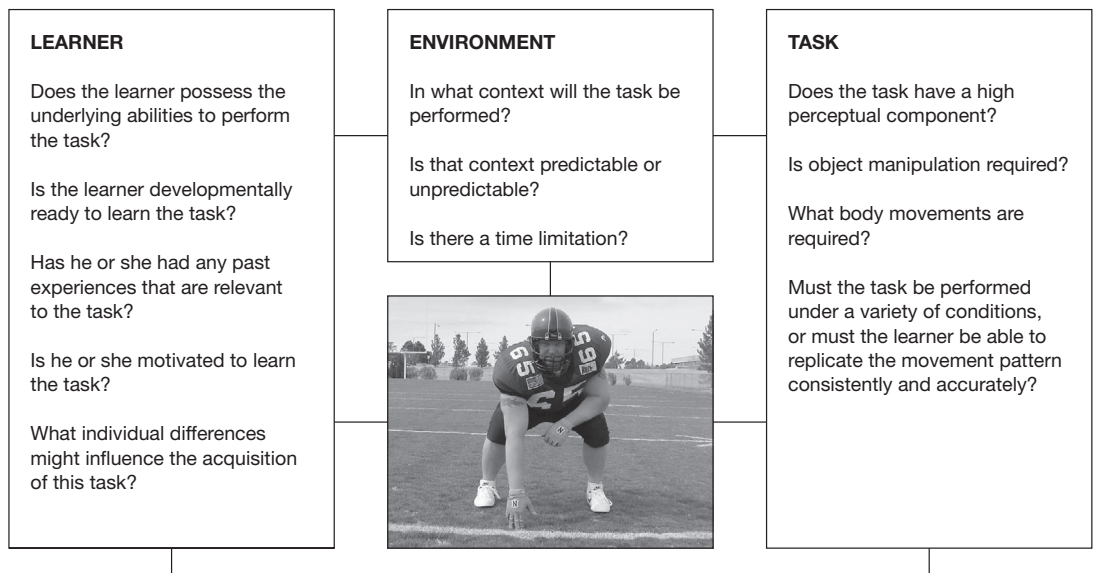 LEARNER
Does the learner possess the
underlying abilities to perform
the task?
Is the learner developmentally
ready to learn the task?
Has he or she had any past
experiences that are relevant
to the task?
Is he or she motivated to learn
the task?
What individual differences
might influence the acquisition
of this task?
ENVIRONMENT
In what context will the task be
performed?
Is that context predictable or
unpredictable?
Is there a time limitation?
65
59
N
N
TASK
Does the task have a high
perceptual component?
Is object manipulation required?
What body movements are
required?
Must the task be performed
under a variety of conditions,
or must the learner be able to
replicate the movement pattern
consistently and accurately?